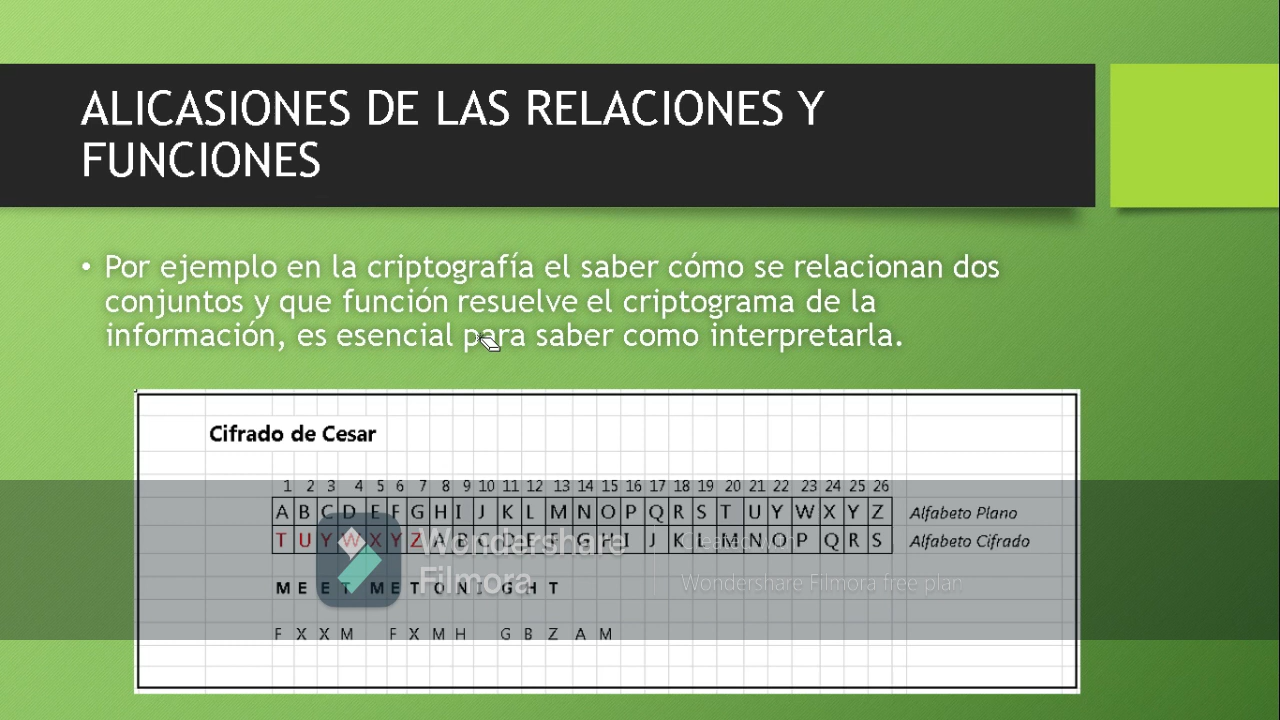 ALICASIONES DE LAS RELACIONES Y
FUNCIONES
• Por ejemplo en la criptografía el saber cómo se relacionan dos
conjuntos y que función resuelve el criptograma de la
información, es esencial para saber como interpretarla.
Cifrado de Cesar
1 2 3 4 5 6 7 8 9 10 11 12 13 14 15 16 17 18 19 20 21 22 23 24 25 26
A B C D E F G H I J K L M N O P Q R S T U Y W X Y Z Alfabeto Plano
T U Y W X Y Z A B C D E F G H I J K L M N O P Q R S Alfabeto Cifrado
Wondershare
Filmora
Created with
Wondershare Filmora free plan
M E E T M E T O N I G H T
F X X M F X M H G B Z A M